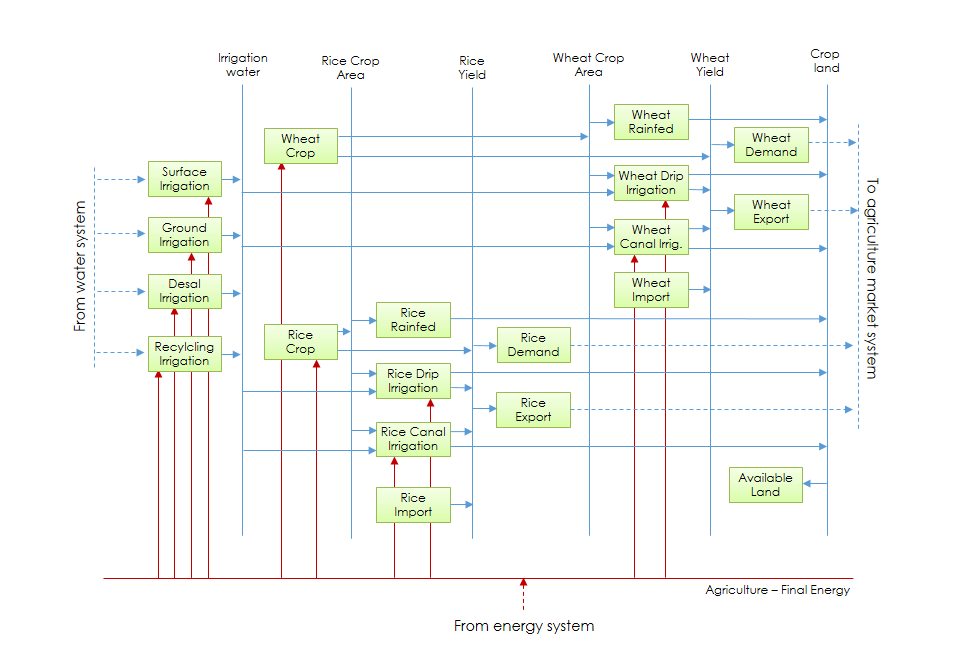 Irrigation
water
Rice Crop
Area
Rice
Yield
Wheat Crop
Area
Wheat
Yield
Crop
land
Wheat
Rainfed
Wheat
Crop
Wheat
Demand
Surface
Irrigation
Wheat Drip
Irrigation
Wheat
Export
Ground
Irrigation
Wheat
Canal Irrig.
Desal
Irrigation
Wheat
Import
From water system
To agriculture market system
Rice
Rainfed
Rice
Crop
Rice
Demand
Recylcling
Irrigation
Rice Drip
Irrigation
Rice
Export
Rice Canal
Irrigation
Available
Land
Rice
Import
Agriculture – Final Energy
From energy system